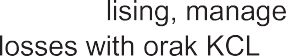 lising, manage
losses with orak KCL